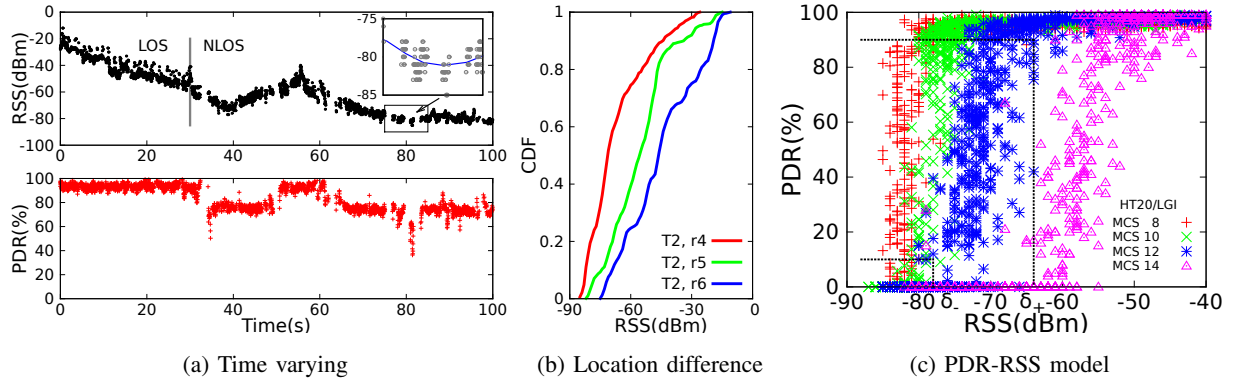 RSS(dBm)
0
-20
-40
-60
-80
-100
LOS
NLOS
-75
-80
-85
0
20
40
60
80
100
PDR(%)
100
80
60
40
20
0
0
20
40
60
80
100
Time(s)
(a) Time varying
CDF
1
0.8
0.6
0.4
0.2
0
T2, r4
T2, r5
T2, r6
-90
-60
-30
0
RSS(dBm)
(b) Location difference
PDR(%)
100
80
60
40
20
0
HT20/LGI
MCS 8
MCS 10
MCS 12
MCS 14
-90
-80
δ-
-70
δ+
-60
-50
-40
RSS(dBm)
(c) PDR-RSS model